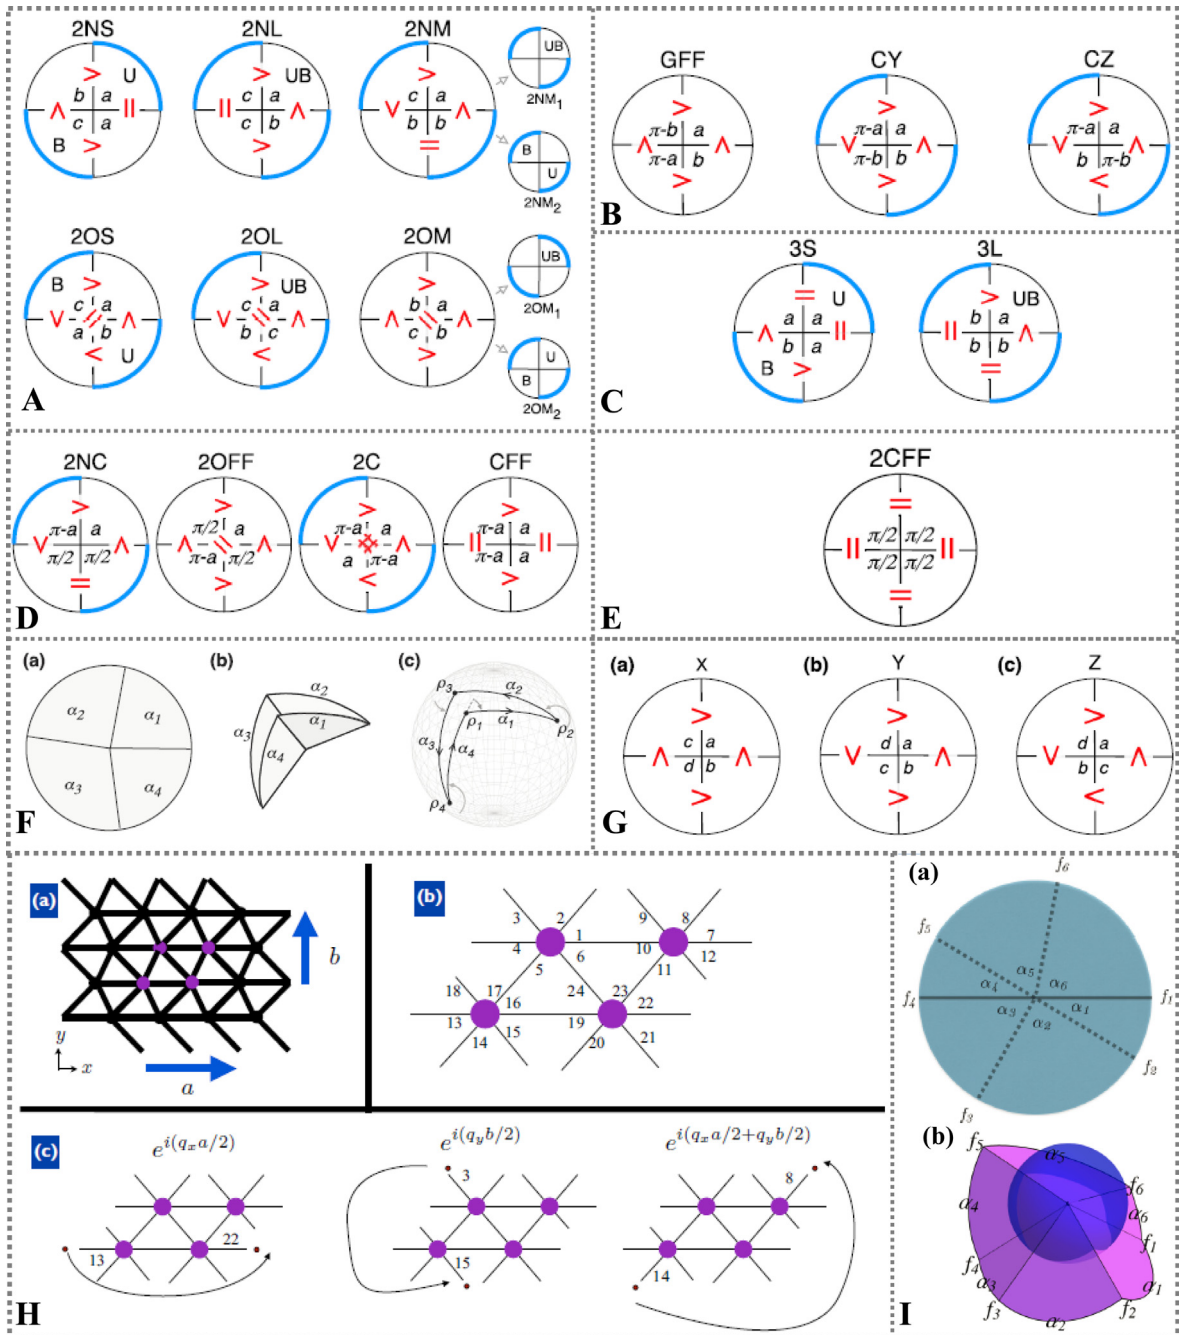 2NS 2NL 2NM
UB
2NM₁
B
U
2NM₂
> U
b a
∧ ||
c a
B >
> UB
c a
|| ∧
c b
>
>
c a
∨ ∧
b b
=
2OS 2OL 2OM
UB
2OM₁
U
B
2OM₂
B >
c a
∨ ∧
a b
< U
> UB
c a
∨ ∧
b c
<
>
b a
∧ ∧
c b
>
A
GFF CY CZ
>
π-b a
∧ ∧
π-a b
>
>
π-a a
∨ ∧
π-b b
>
>
π-a a
∨ ∧
b π-b
<
B
3S 3L
= U
a a
∧ ||
b a
B >
> UB
b a
|| ∧
b b
=
C
2NC 2OFF 2C CFF
>
π-a a
∨ ∧
π/2 π/2
=
>
π/2 a
∧ ∧
π-a π/2
>
>
π-a a
∨ ∧
a π-a
<
>
π-a a
|| ||
π-a a
>
D
2CFF
=
π/2 π/2
|| ||
π/2 π/2
=
E
(a) (b) (c)
α₂ α₁
α₃ α₄
α₂
α₁
α₃
α₄
ρ₃ α₂
ρ₁ α₁ ρ₂
α₃ α₄
ρ₄
F
(a) X (b) Y (c) Z
>
c a
∧ ∧
d b
>
>
d a
∨ ∧
c b
>
>
d a
∨ ∧
b c
<
G
(a)
b
y
x
a
(b)
3 2 9 8
1 7
4 6 10 12
5 11
18 17 24 23
16 22
13 19
14 15 20 21
(c)
e^{i(q_x a/2)} e^{i(q_y b/2)} e^{i(q_x a/2+q_y b/2)}
13 22
3
15
8
14
H
(a)
f₆
f₅
α₅ α₆
α₄
f₄ f₁
α₃ α₁
α₂
f₂
f₃
(b)
f₅ α₅
f₆
α₄ α₆
f₁
f₄
α₃ α₁
f₃ f₂
α₂
I